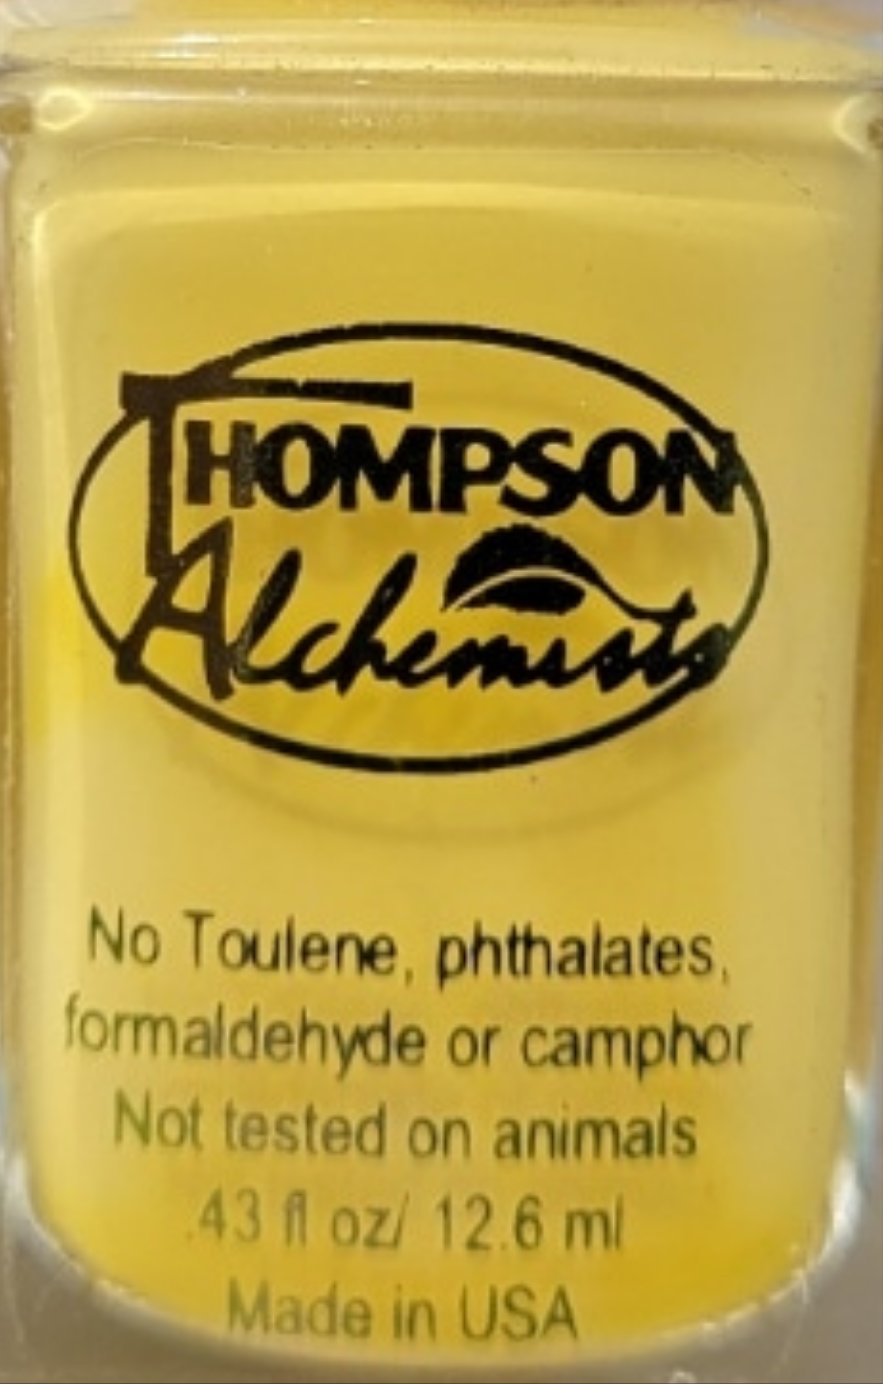 THOMPSON
Alchemists
No Toulene, phthalates,
formaldehyde or camphor
Not tested on animals
.43 fl oz/ 12.6 ml
Made in USA